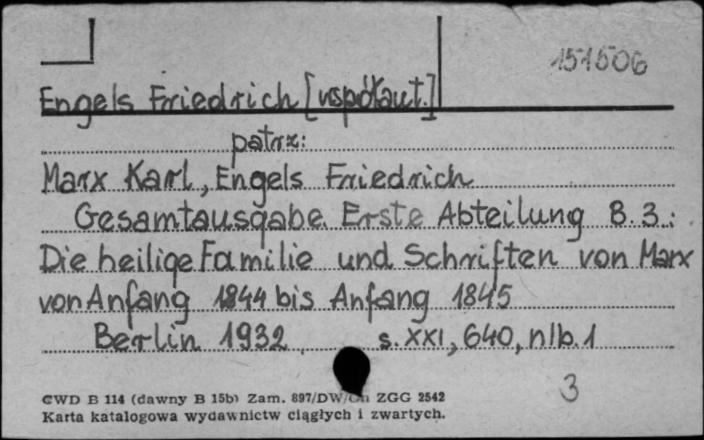 151506
Engels Friedrich [współaut.]
patrz:
Marx Karl, Engels Friedrich
Gesamtausgabe. Erste Abteilung B. 3.:
Die heilige Familie und Schriften von Marx
von Anfang 1844 bis Anfang 1845
Berlin 1932 s. XXI, 640, nlb. 1
3
CWD B 114 (dawny B 15b) Zam. 897/DW/ ZGG 2542
Karta katalogowa wydawnictw ciągłych i zwartych.